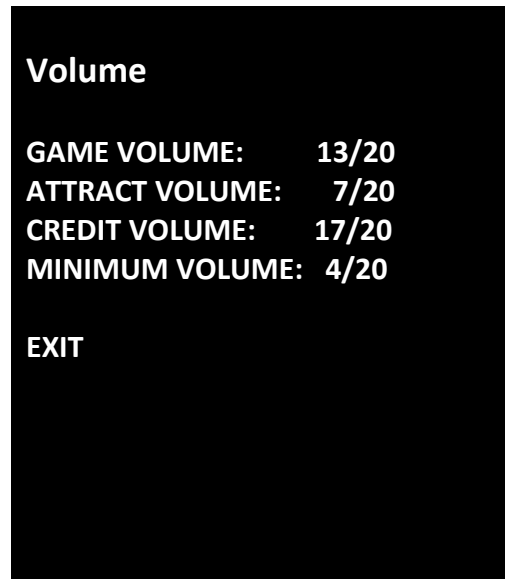 Volume
GAME VOLUME: 13/20
ATTRACT VOLUME: 7/20
CREDIT VOLUME: 17/20
MINIMUM VOLUME: 4/20
EXIT